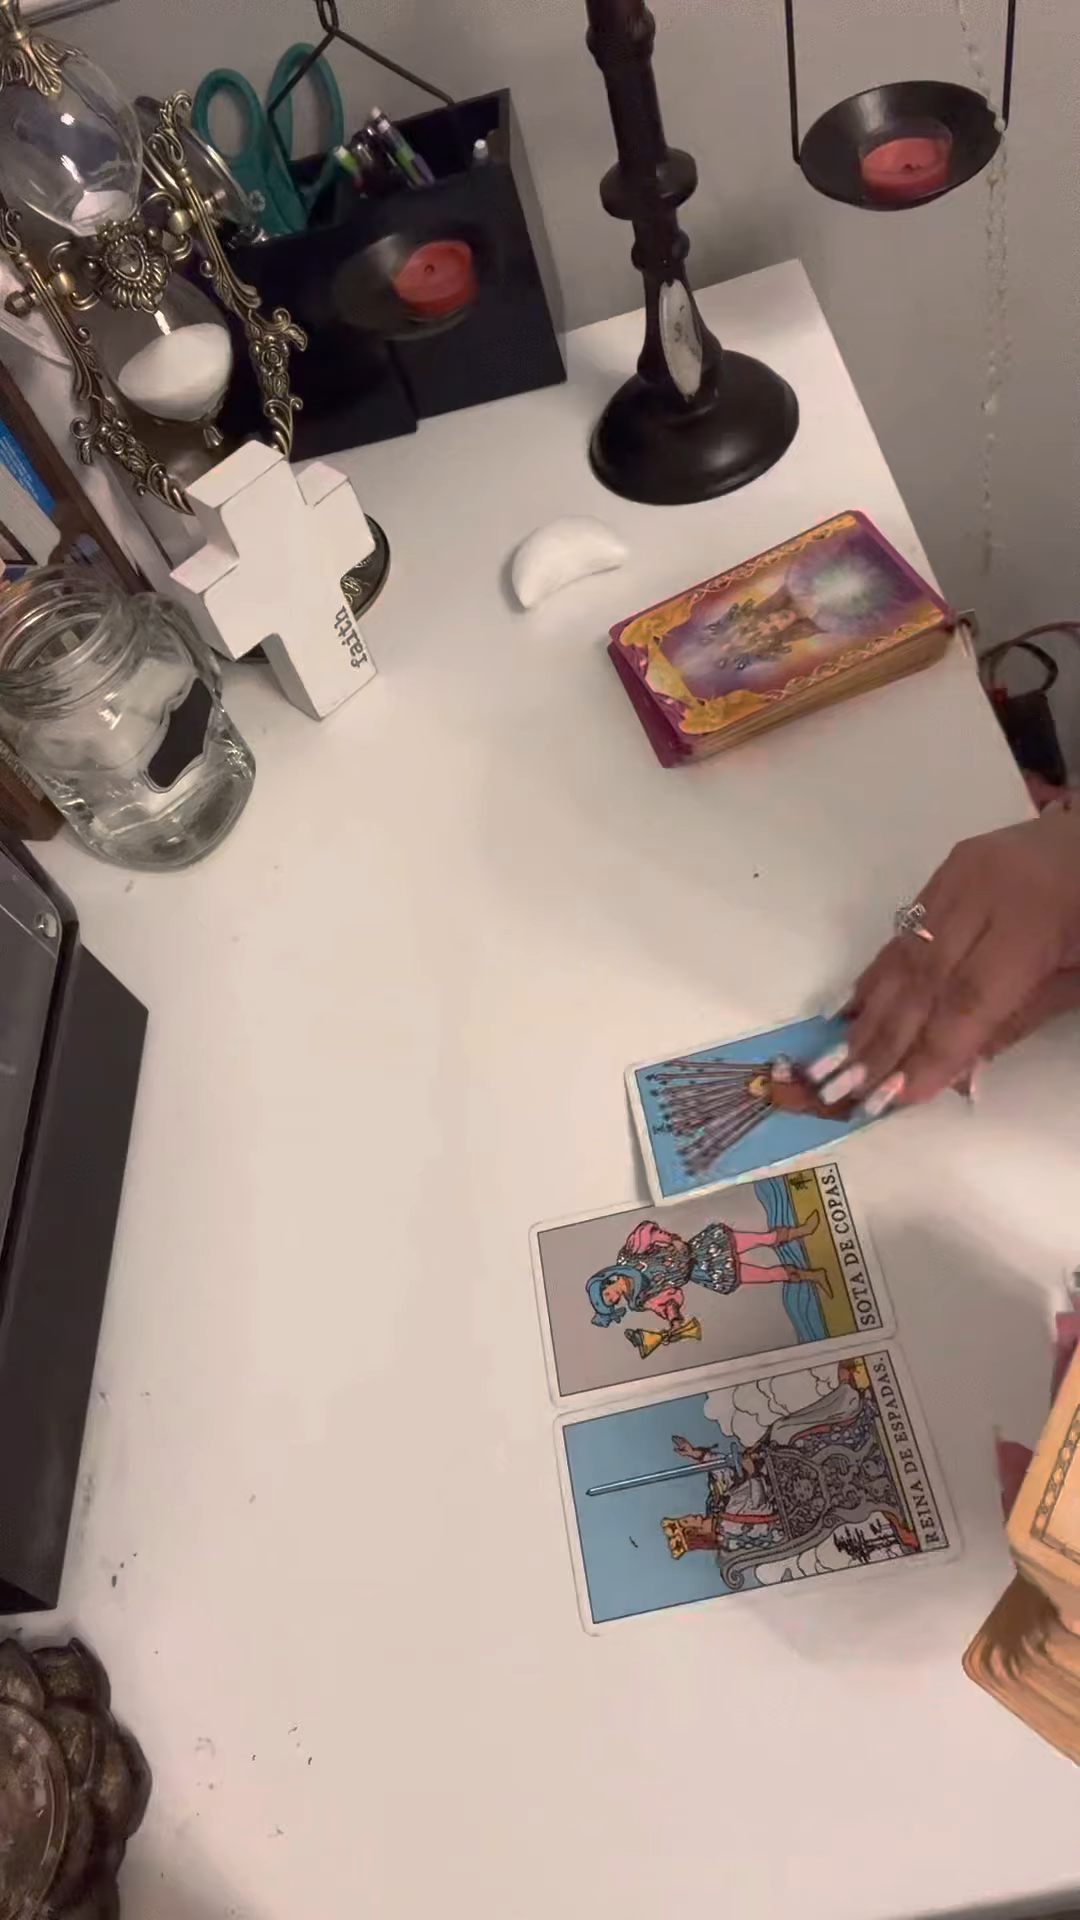 faith
X
SOTA DE COPAS.
REINA DE ESPADAS.